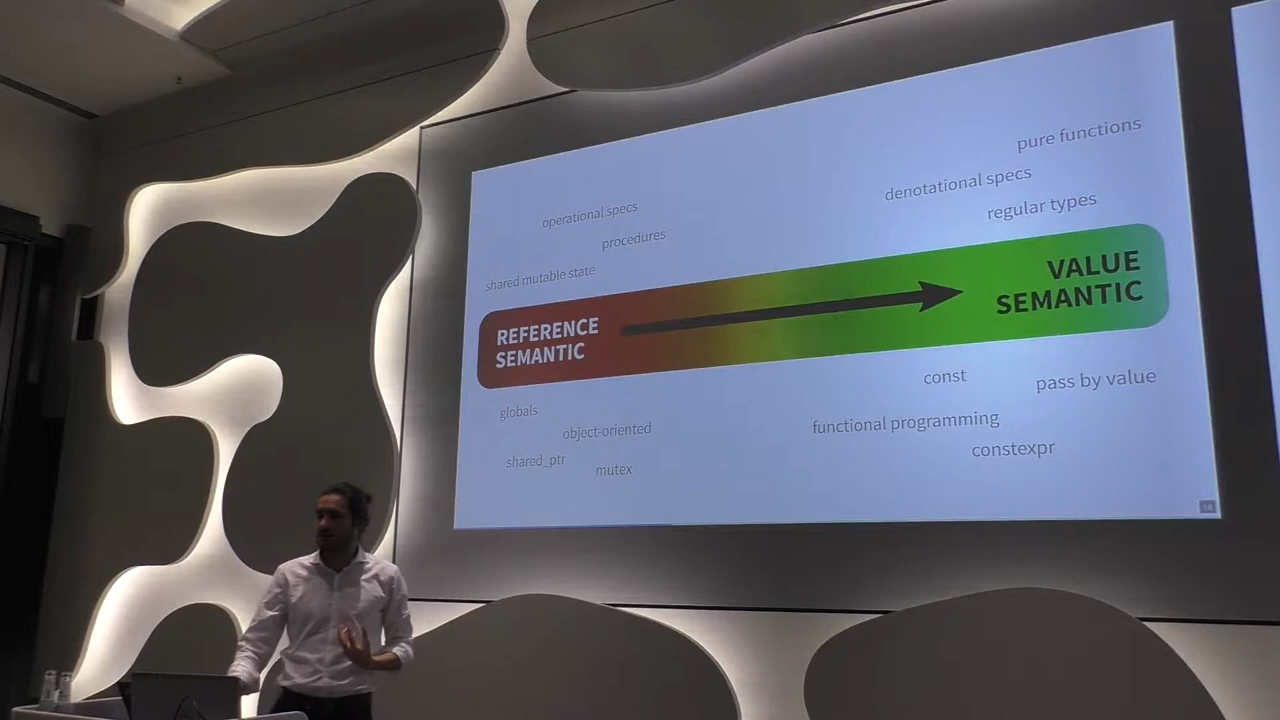 pure functions
denotational specs
operational specs
regular types
procedures
shared mutable state
REFERENCE
SEMANTIC
VALUE
SEMANTIC
const
pass by value
globals
functional programming
object-oriented
constexpr
shared_ptr
mutex